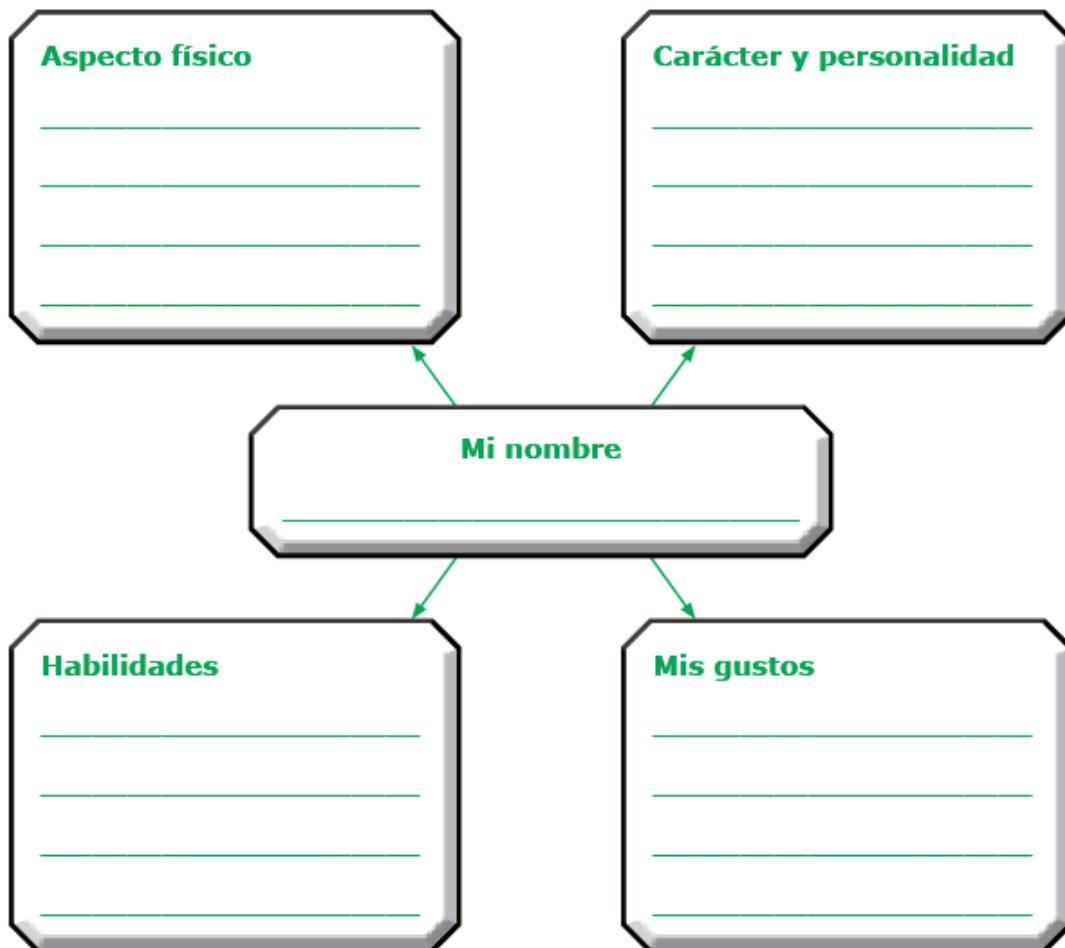 Aspecto físico
Carácter y personalidad
Mi nombre
Habilidades
Mis gustos